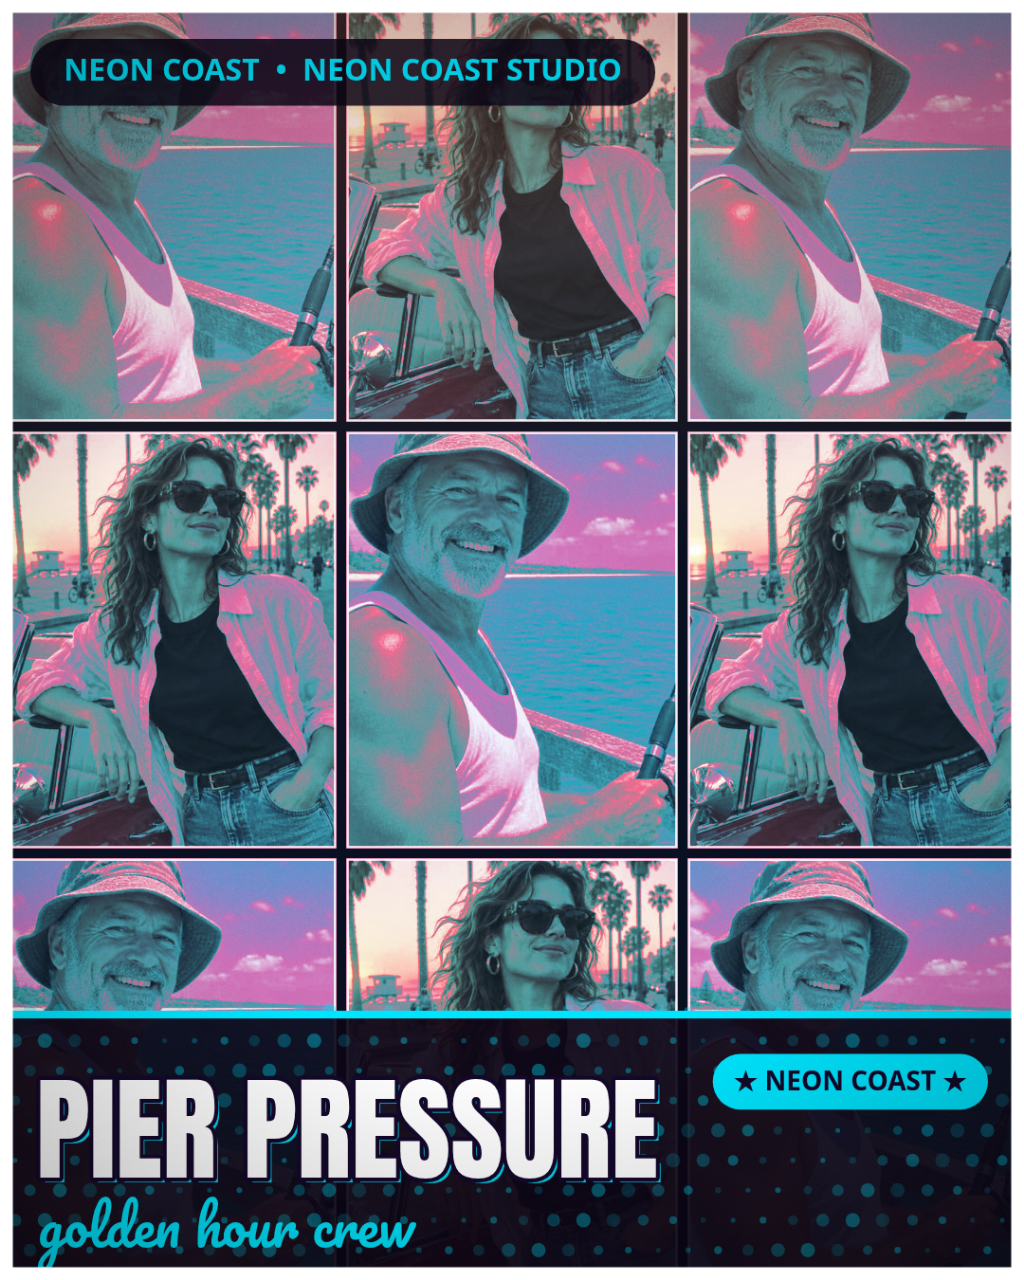 NEON COAST • NEON COAST STUDIO
★ NEON COAST ★
PIER PRESSURE
golden hour crew